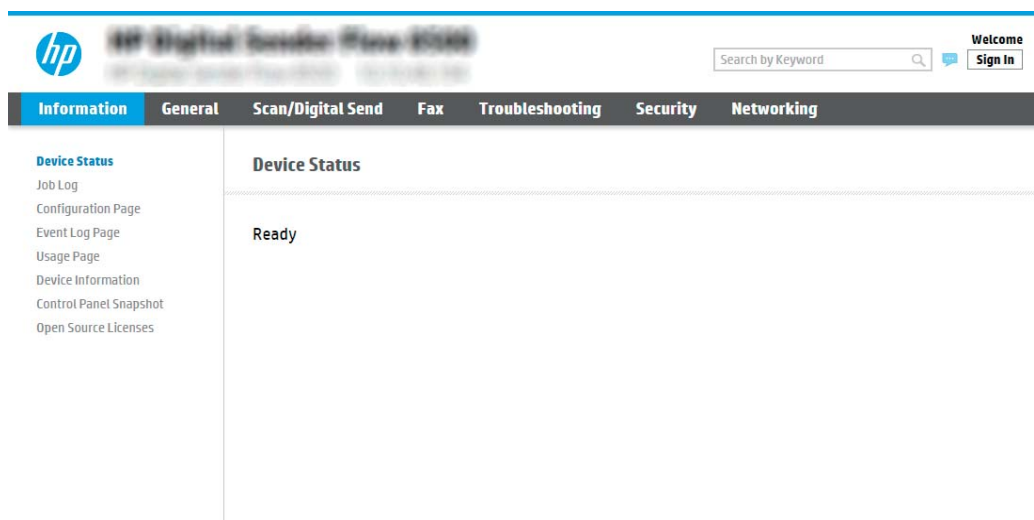 hp
Search by Keyword
Welcome
Sign In
Information General Scan/Digital Send Fax Troubleshooting Security Networking
Device Status
Job Log
Configuration Page
Event Log Page
Usage Page
Device Information
Control Panel Snapshot
Open Source Licenses
Device Status
Ready